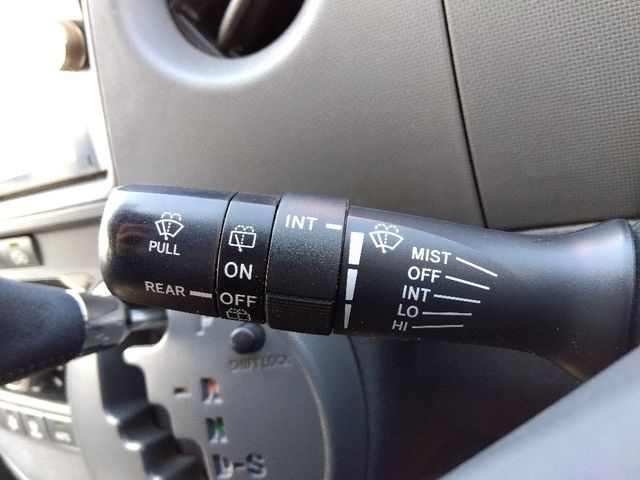 PULL
REAR
ON
OFF
INT
MIST
OFF
INT
LO
HI
SHIFT LOCK
R
N
D-S